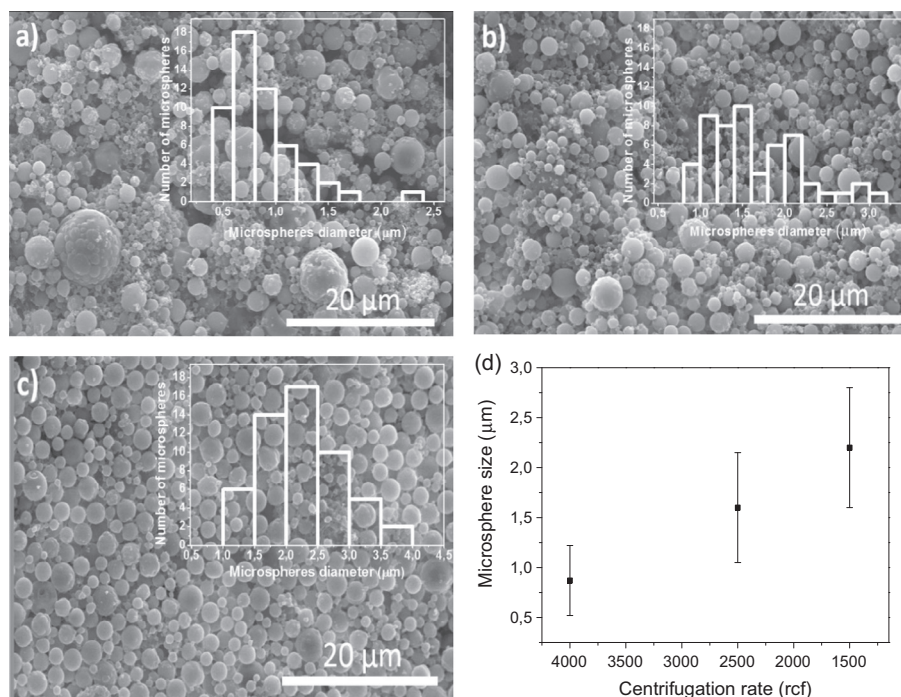 a)
Number of microspheres
18
16
14
12
10
8
6
4
2
0
0,5 1,0 1,5 2,0 2,5
Microspheres diameter (μm)
20 μm
b)
Number of microspheres
18
16
14
12
10
8
6
4
2
0
0,5 1,0 1,5 2,0 2,5 3,0
Microspheres diameter (μm)
20 μm
c)
Number of microspheres
18
16
14
12
10
8
6
4
2
0
0,5 1,0 1,5 2,0 2,5 3,0 3,5 4,0 4,5
Microspheres diameter (μm)
20 μm
(d)
Microsphere size (μm)
3,0
2,5
2,0
1,5
1,0
0,5
4000 3500 3000 2500 2000 1500
Centrifugation rate (rcf)